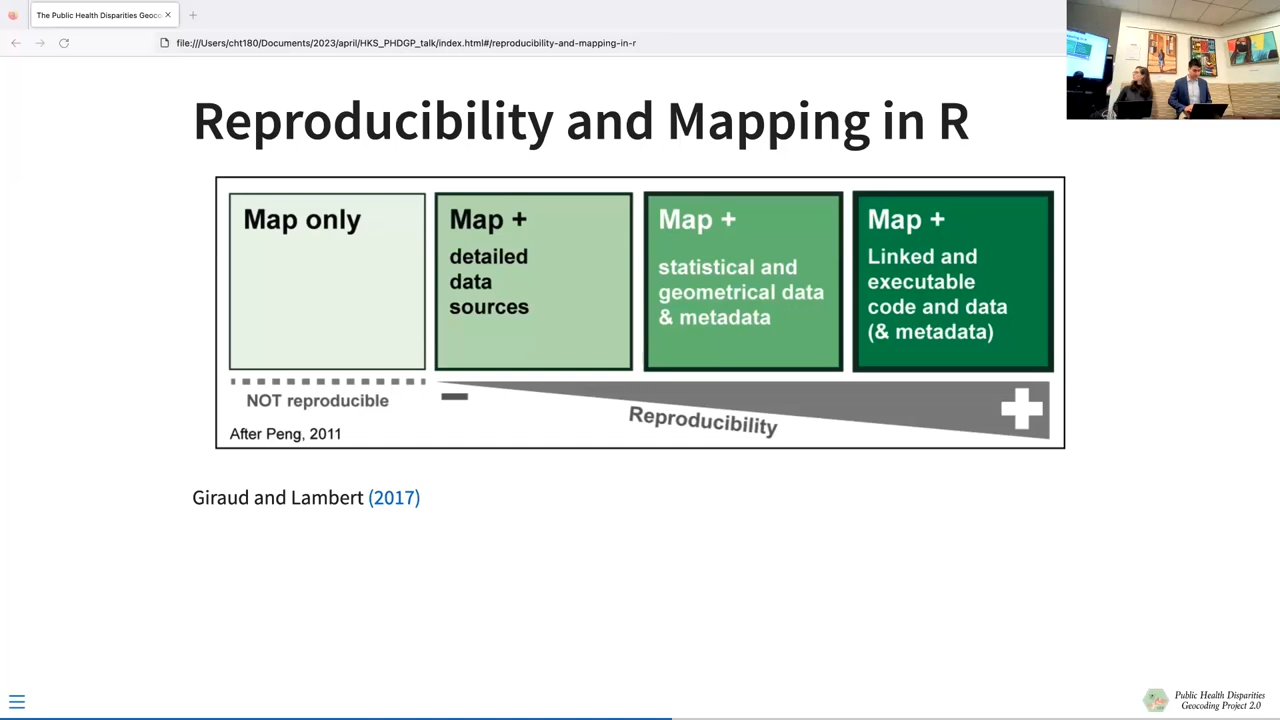 The Public Health Disparities Geoco
file:///Users/cht180/Documents/2023/april/HKS_PHDGP_talk/index.html#/reproducibility-and-mapping-in-r
Reproducibility and Mapping in R
Map only
Map +
detailed
data
sources
Map +
statistical and
geometrical data
& metadata
Map +
Linked and
executable
code and data
(& metadata)
NOT reproducible
Reproducibility
After Peng, 2011
Giraud and Lambert (2017)
Public Health Disparities
Geocoding Project 2.0